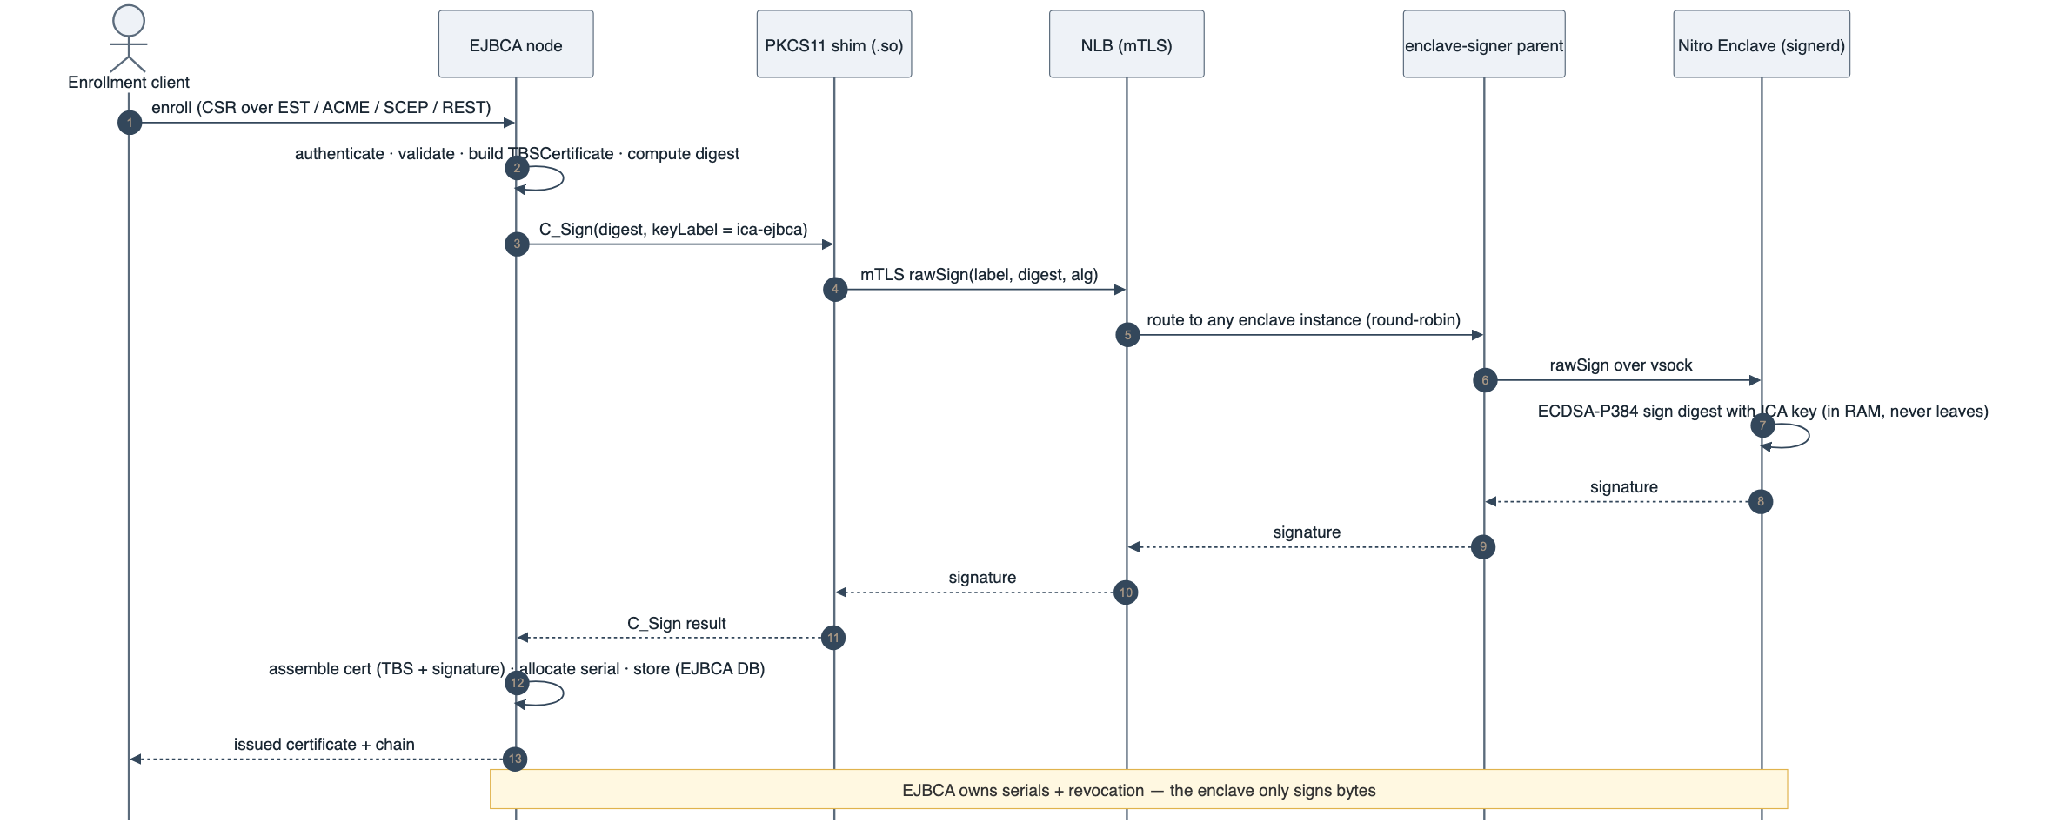 EJBCA node
PKCS11 shim (.so)
NLB (mTLS)
enclave-signer parent
Nitro Enclave (signerd)
Enrollment client
enroll (CSR over EST / ACME / SCEP / REST)
1
authenticate · validate · build TBSCertificate · compute digest
2
C_Sign(digest, keyLabel = ica-ejbca)
3
mTLS rawSign(label, digest, alg)
4
route to any enclave instance (round-robin)
5
rawSign over vsock
6
ECDSA-P384 sign digest with ICA key (in RAM, never leaves)
7
signature
8
signature
9
signature
10
C_Sign result
11
assemble cert (TBS + signature) · allocate serial · store (EJBCA DB)
12
issued certificate + chain
13
EJBCA owns serials + revocation — the enclave only signs bytes